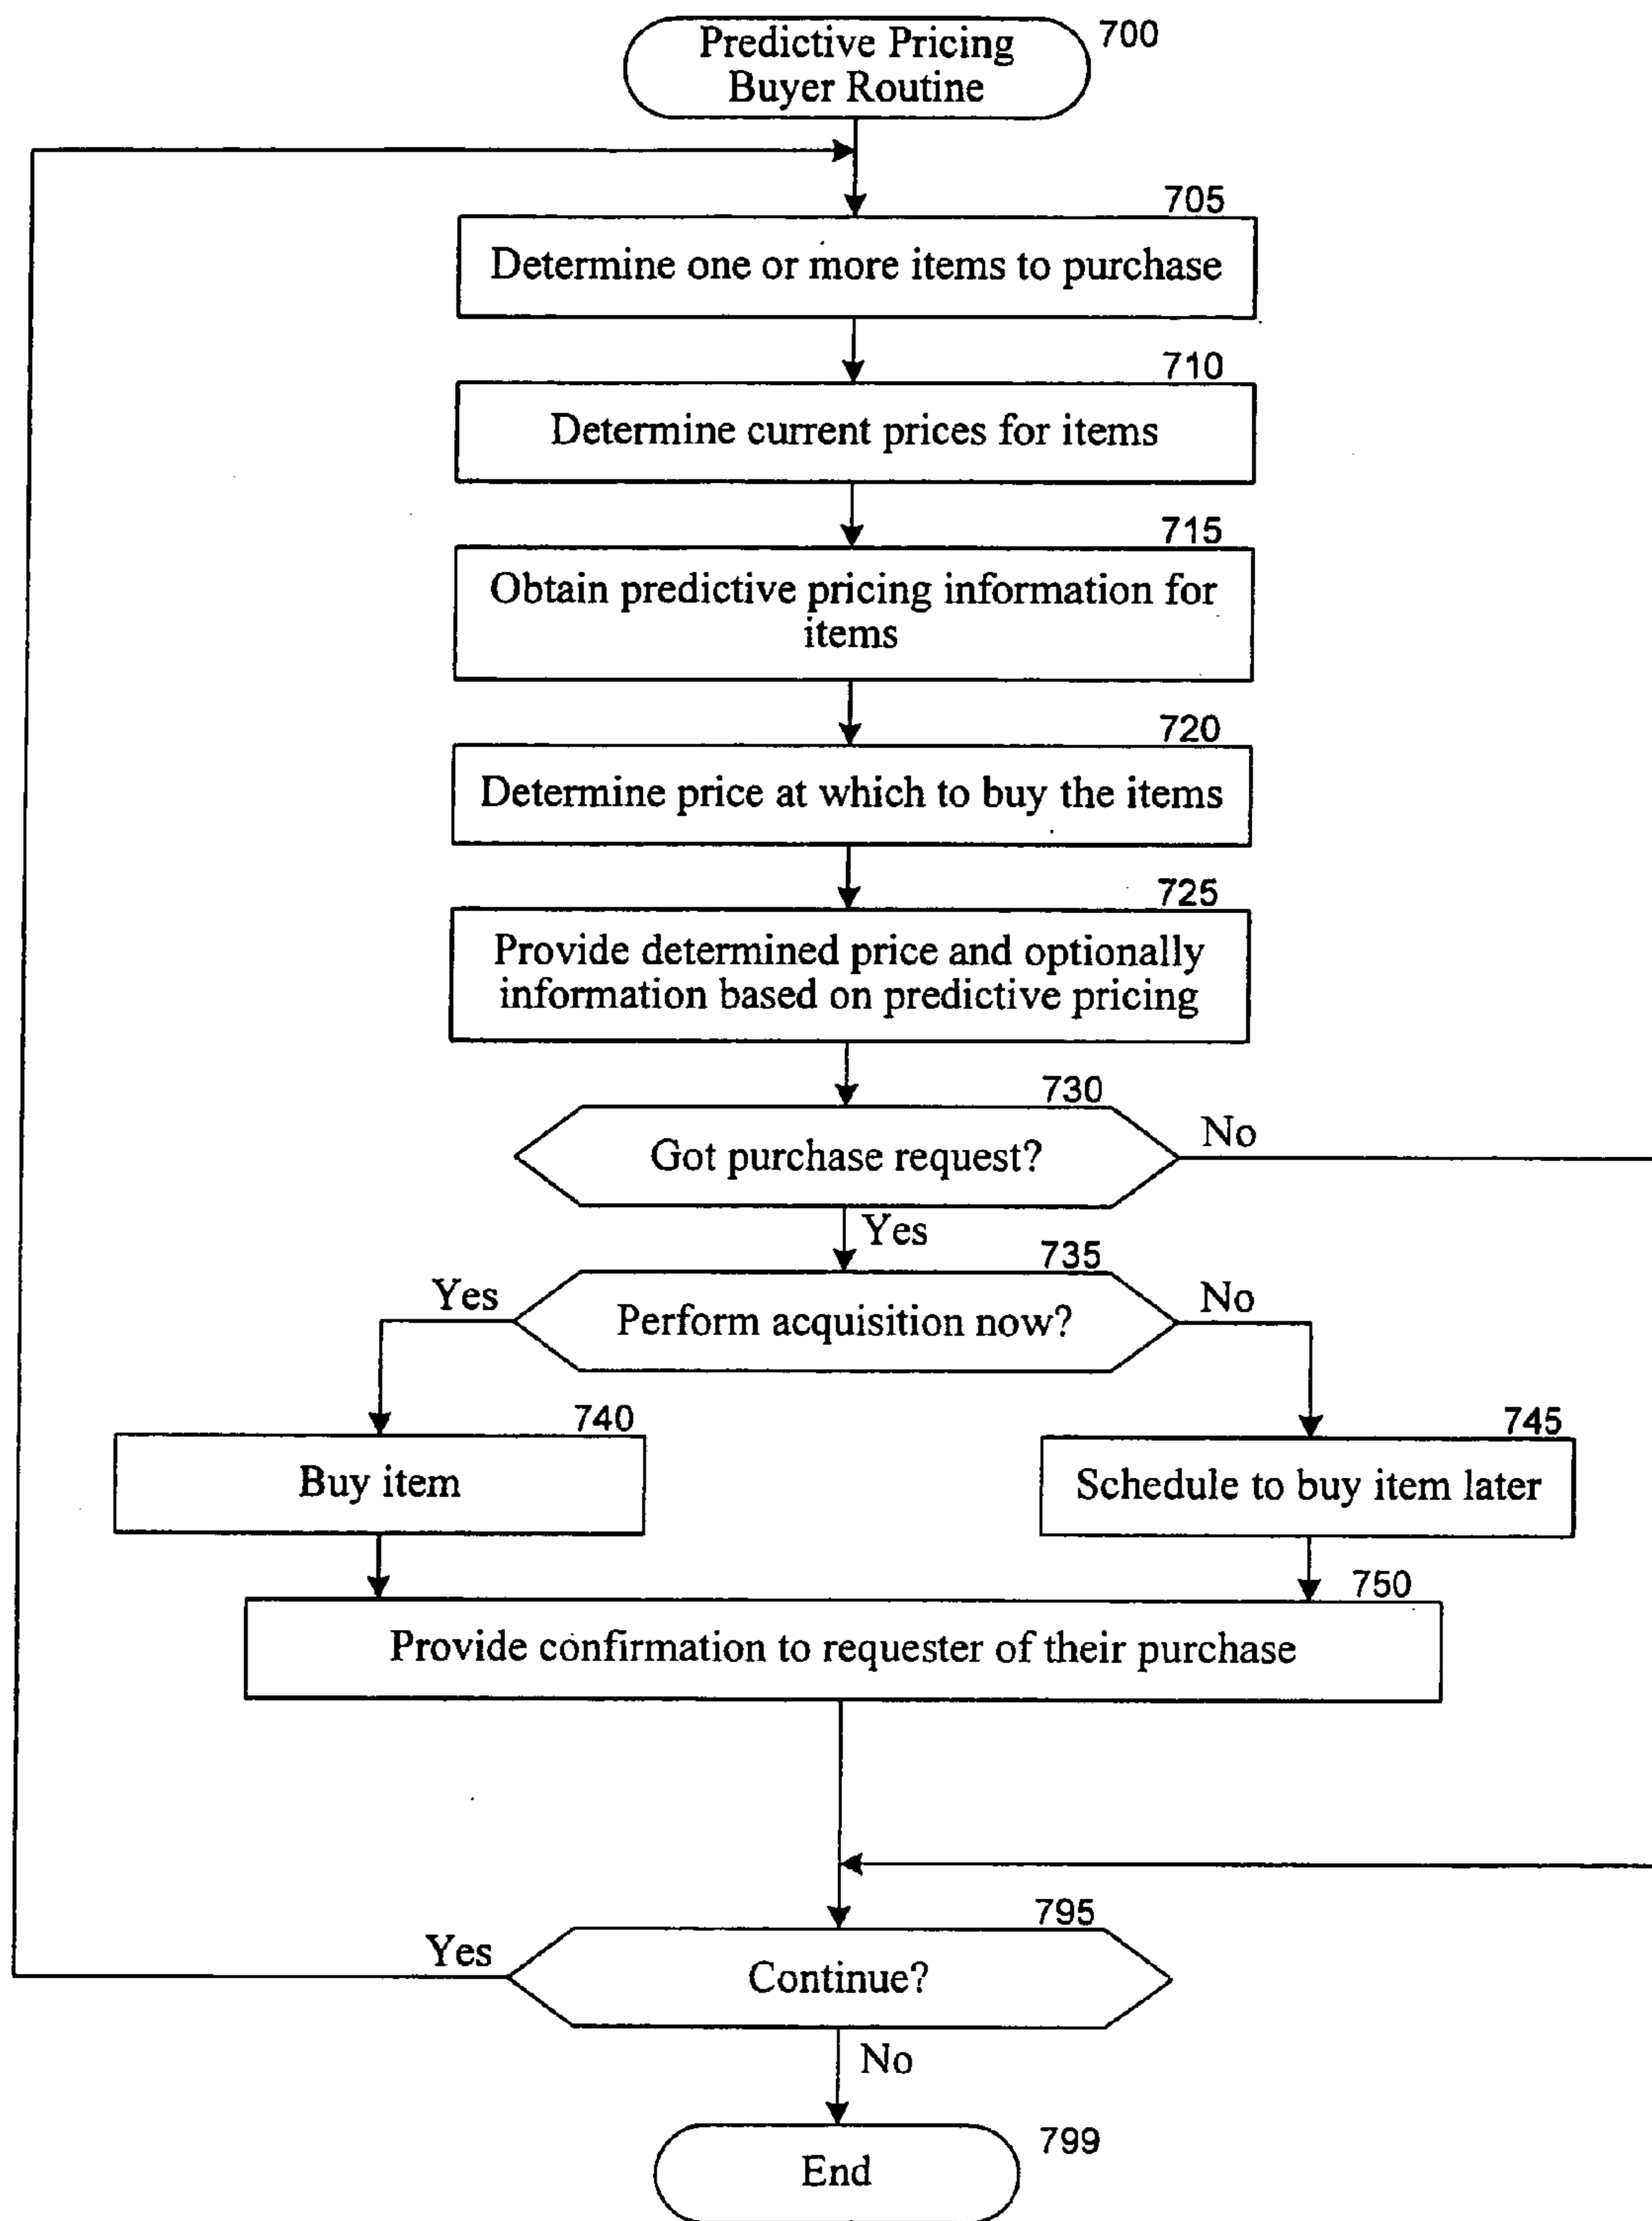 Predictive Pricing
Buyer Routine
700
705
Determine one or more items to purchase
710
Determine current prices for items
715
Obtain predictive pricing information for
items
720
Determine price at which to buy the items
725
Provide determined price and optionally
information based on predictive pricing
730
Got purchase request?
No
Yes
735
Yes
Perform acquisition now?
No
740
Buy item
745
Schedule to buy item later
750
Provide confirmation to requester of their purchase
795
Yes
Continue?
No
799
End